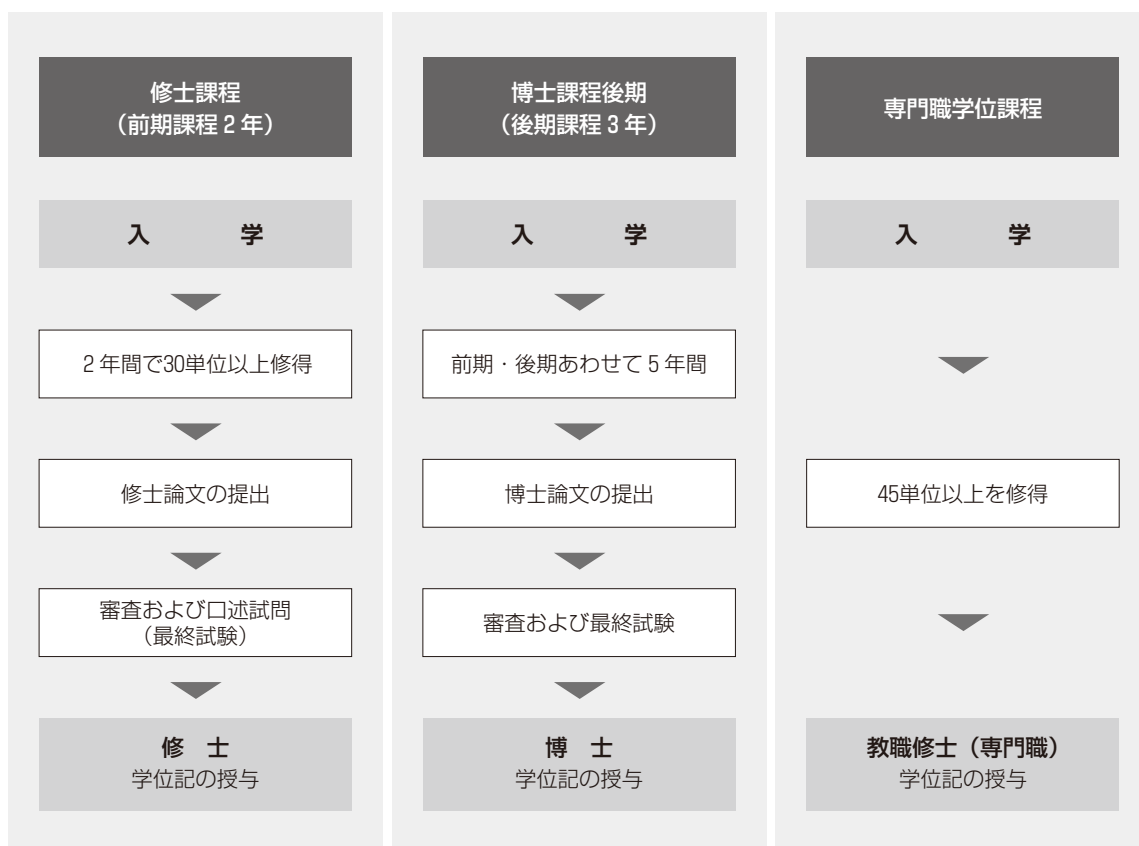 修士課程
（前期課程2年）
入 学
2年間で30単位以上修得
修士論文の提出
審査および口述試問
（最終試験）
修 士
学位記の授与
博士課程後期
（後期課程3年）
入 学
前期・後期あわせて5年間
博士論文の提出
審査および最終試験
博 士
学位記の授与
専門職学位課程
入 学
45単位以上を修得
教職修士（専門職）
学位記の授与